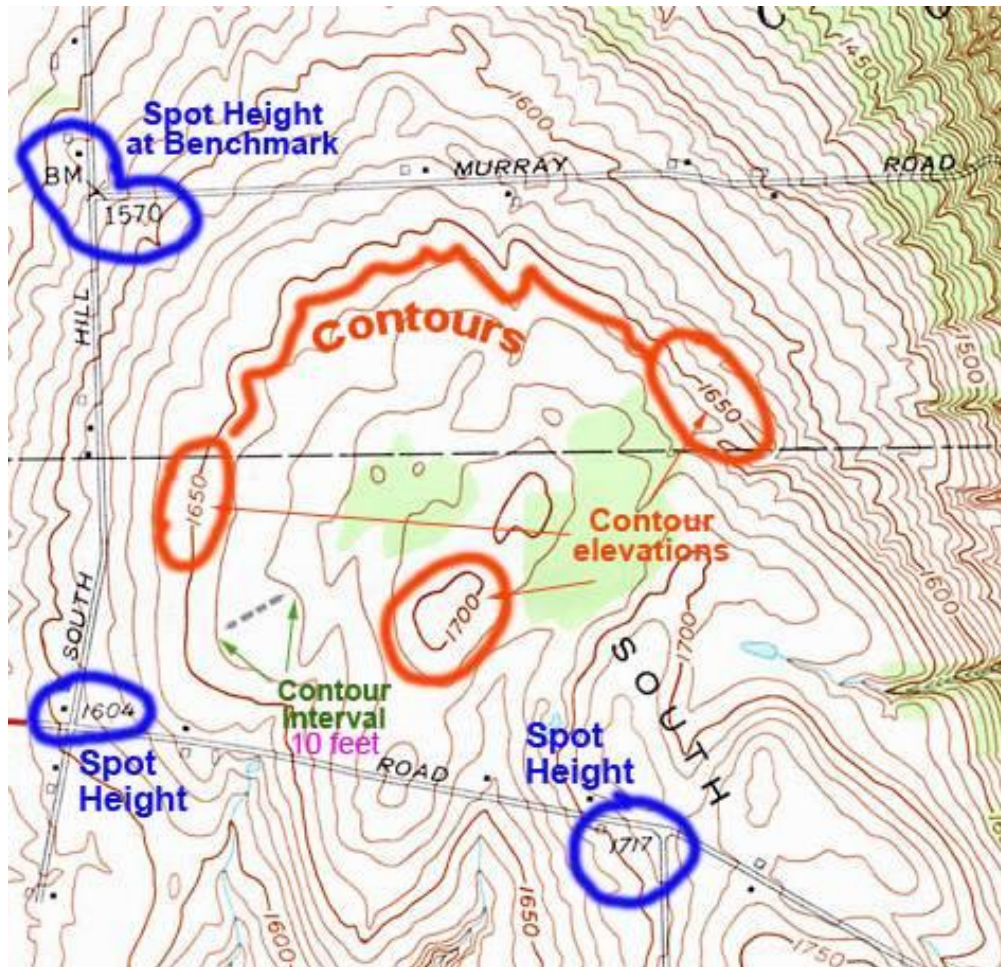 C
1450
Spot Height
at Benchmark
1600
BM
MURRAY
ROAD
1570
HILL
Contours
1500
1650
1650
Contour
elevations
1600
SOUTH
1700
1700
SOUTH
Contour
Interval
10 feet
1604
Spot
Height
Spot
Height
ROAD
1717
1650
1600
1750